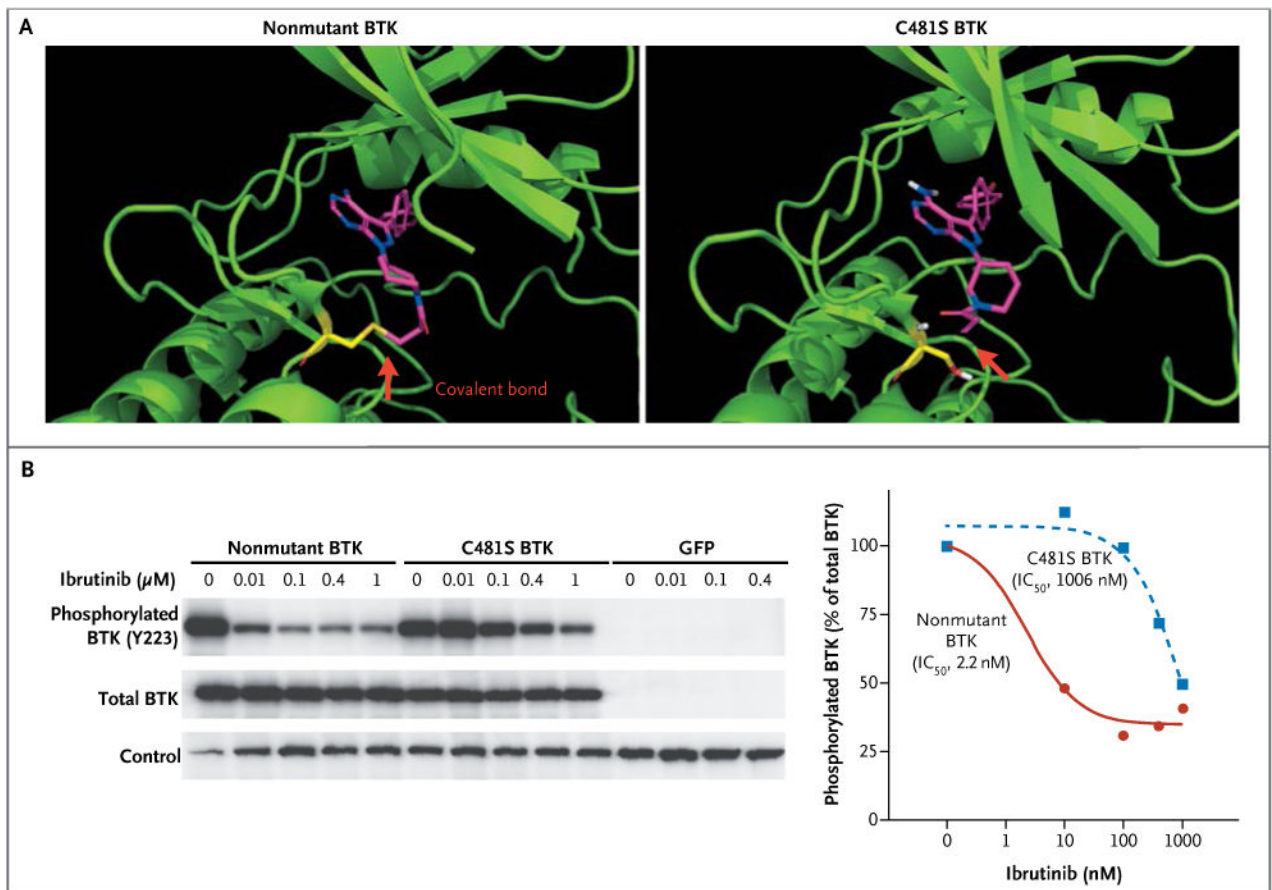 A
Nonmutant BTK
C481S BTK
Covalent bond
B
Nonmutant BTK
C481S BTK
GFP
Ibrutinib (μM)
0 0.01 0.1 0.4 1 0 0.01 0.1 0.4 1 0 0.01 0.1 0.4
Phosphorylated
BTK (Y223)
Total BTK
Control
Phosphorylated BTK (% of total BTK)
100
75
50
25
0
C481S BTK
(IC50, 1006 nM)
Nonmutant
BTK
(IC50, 2.2 nM)
0 1 10 100 1000
Ibrutinib (nM)